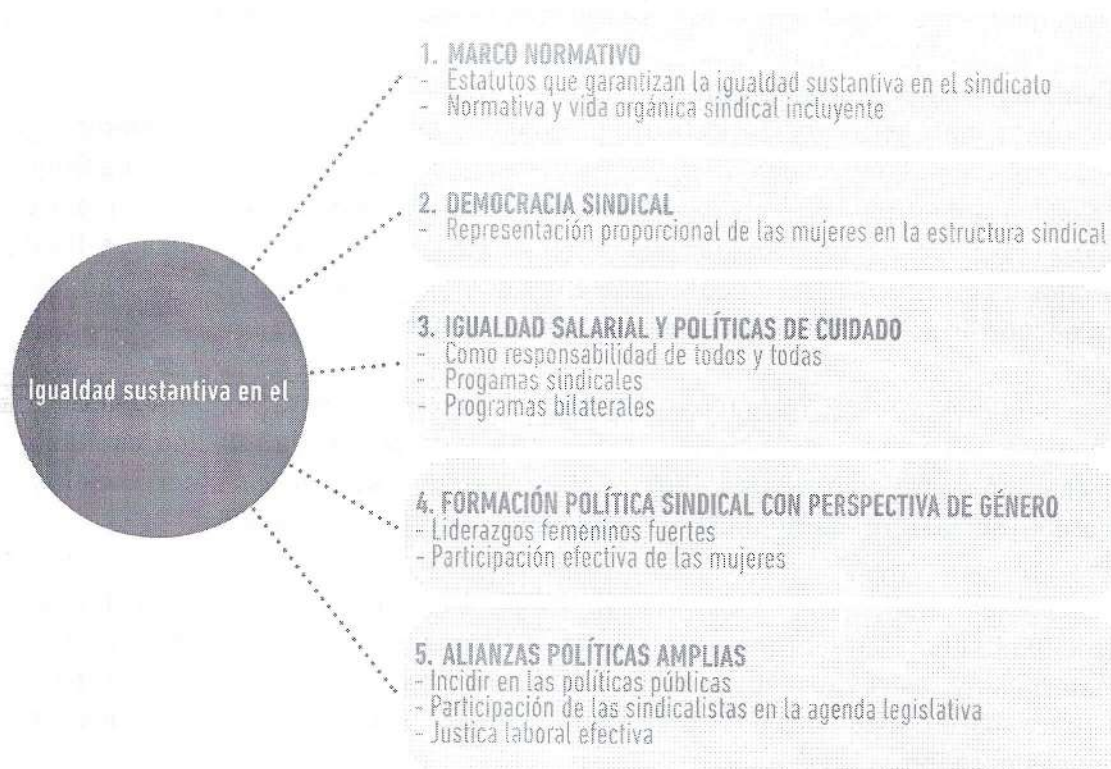 1. MARCO NORMATIVO
- Estatutos que garantizan la igualdad sustantiva en el sindicato
- Normativa y vida orgánica sindical incluyente
2. DEMOCRACIA SINDICAL
- Representación proporcional de las mujeres en la estructura sindical
Igualdad sustantiva en el
3. IGUALDAD SALARIAL Y POLÍTICAS DE CUIDADO
- Como responsabilidad de todos y todas
- Progamas sindicales
- Programas bilaterales
4. FORMACIÓN POLÍTICA SINDICAL CON PERSPECTIVA DE GÉNERO
- Liderazgos femeninos fuertes
- Participación efectiva de las mujeres
5. ALIANZAS POLÍTICAS AMPLIAS
- Incidir en las políticas públicas
- Participación de las sindicalistas en la agenda legislativa
- Justica laboral efectiva